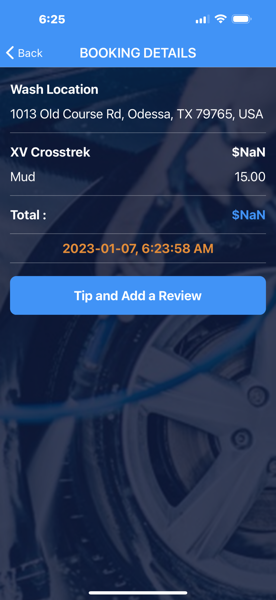 6:25
Back
BOOKING DETAILS
Wash Location
1013 Old Course Rd, Odessa, TX 79765, USA
XV Crosstrek $NaN
Mud 15.00
Total : $NaN
2023-01-07, 6:23:58 AM
Tip and Add a Review